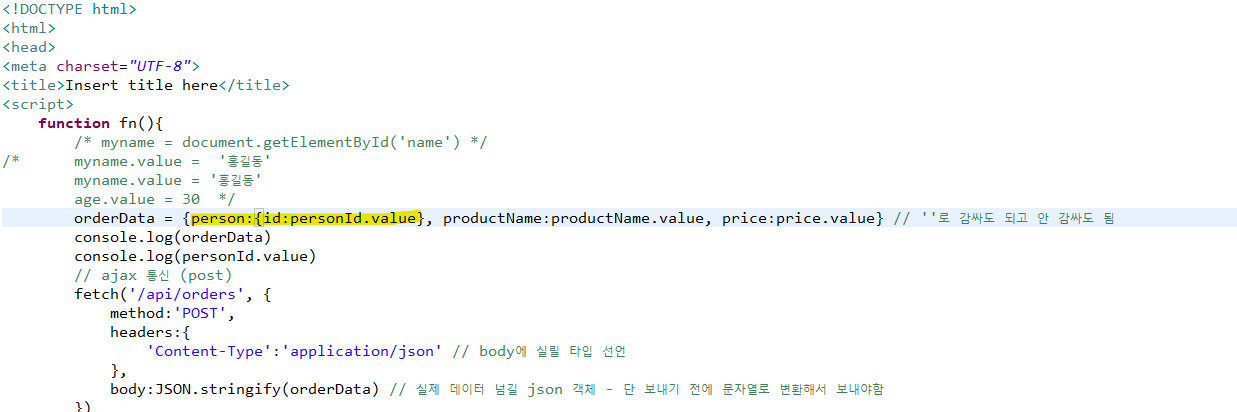 <!DOCTYPE html>
<html>
<head>
<meta charset="UTF-8">
<title>Insert title here</title>
<script>
function fn(){
/* myname = document.getElementById('name') */
/* myname.value = '홍길동'
myname.value = '홍길동'
age.value = 30 */
orderData = {person:{id:personId.value}, productName:productName.value, price:price.value} // ''로 감싸도 되고 안 감싸도 됨
console.log(orderData)
console.log(personId.value)
// ajax 통신 (post)
fetch('/api/orders', {
method:'POST',
headers:{
'Content-Type':'application/json' // body에 실릴 타입 선언
},
body:JSON.stringify(orderData) // 실제 데이터 넘길 json 객체 - 단 보내기 전에 문자열로 변환해서 보내야함
})